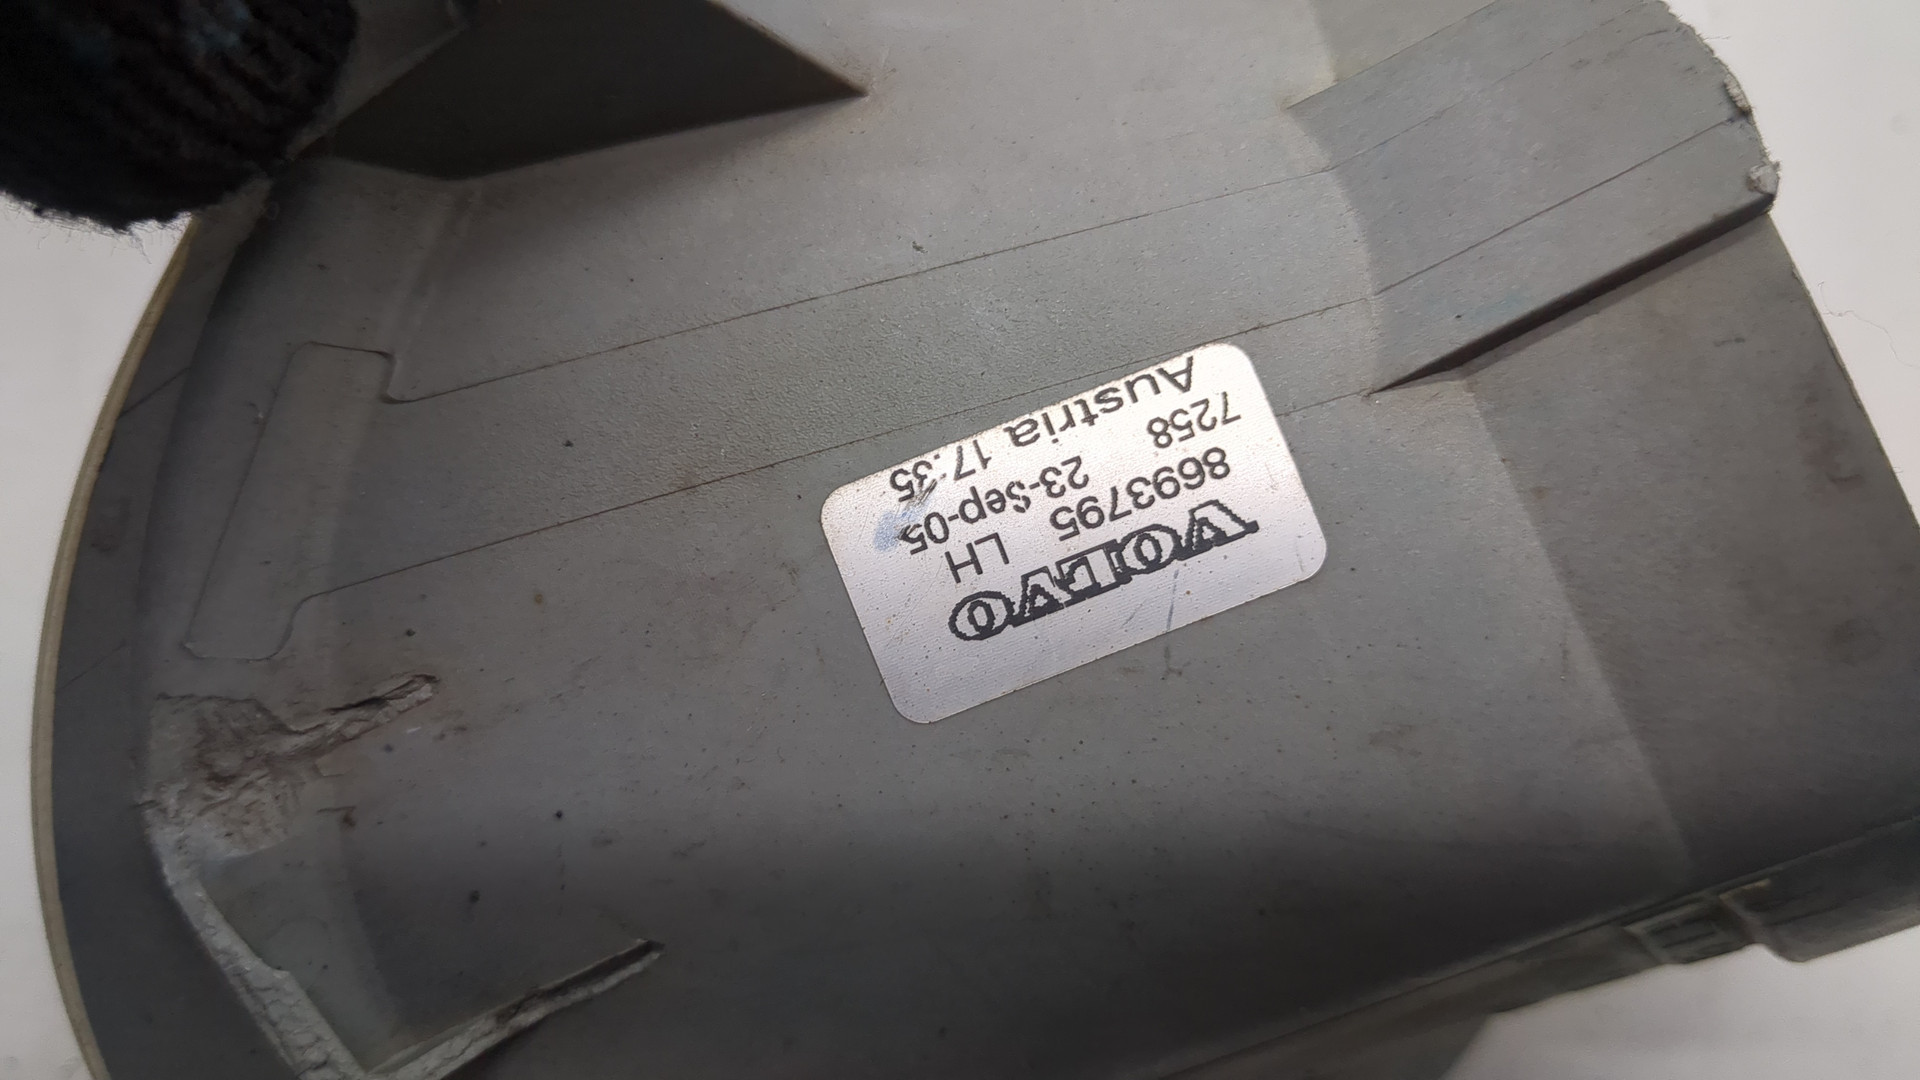 VOLVO
8693795 LH
7258 23-Sep-05
Austria 17:35